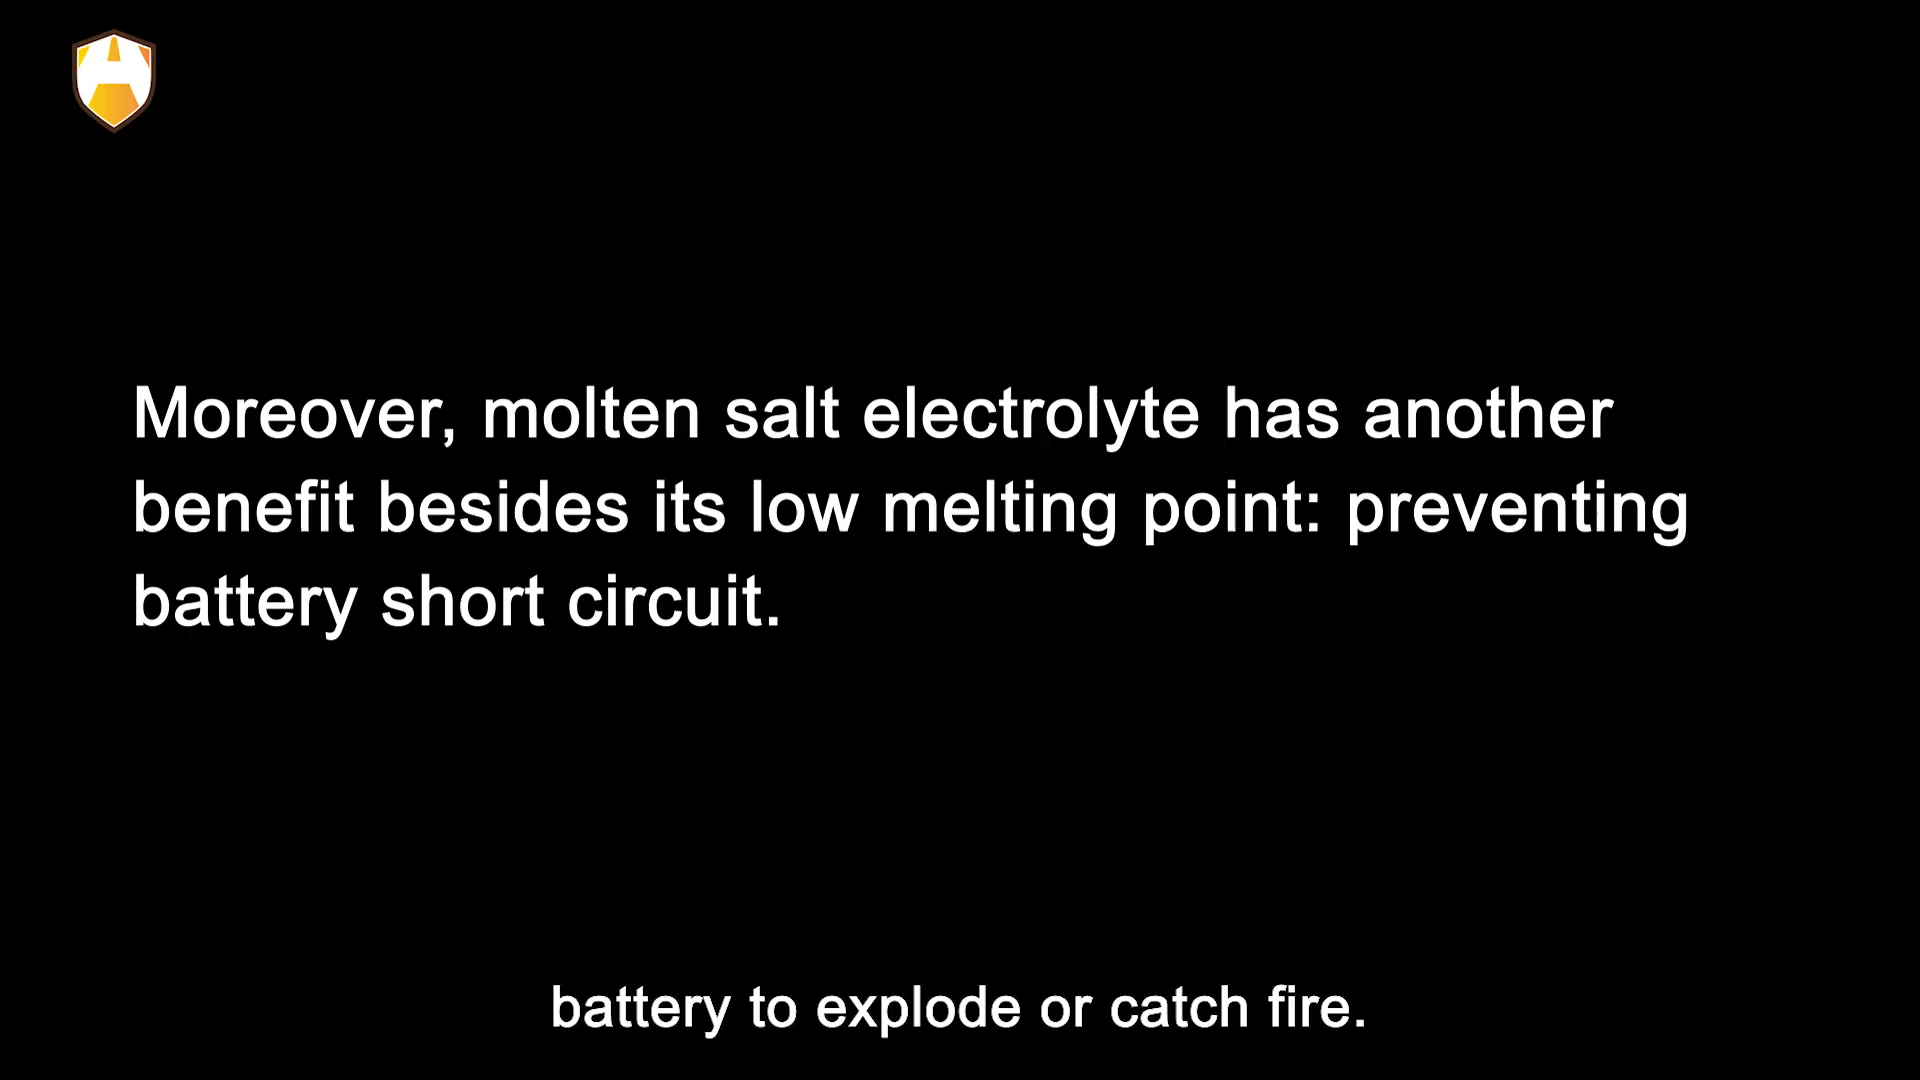 Moreover, molten salt electrolyte has another
benefit besides its low melting point: preventing
battery short circuit.
battery to explode or catch fire.